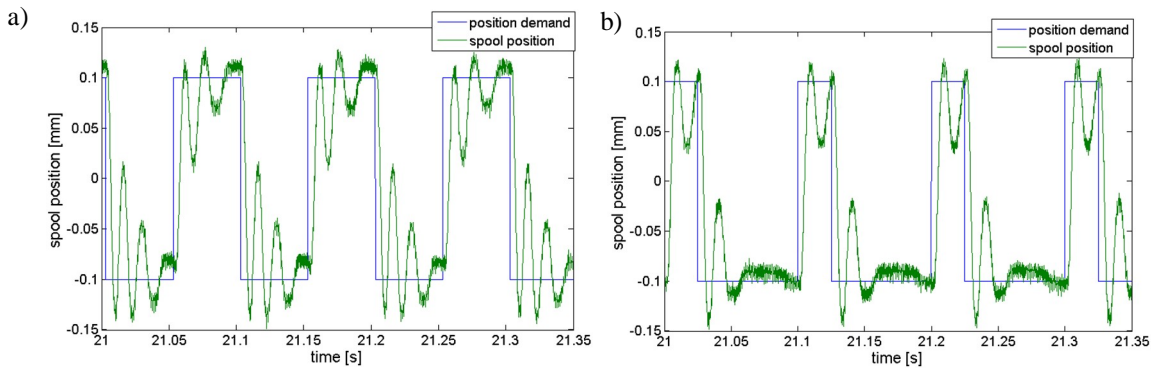 a)
position demand
spool position
0.15
0.1
0.05
0
-0.05
-0.1
-0.15
spool position [mm]
21 21.05 21.1 21.15 21.2 21.25 21.3 21.35
time [s]
b)
position demand
spool position
0.15
0.1
0.05
0
-0.05
-0.1
-0.15
spool position [mm]
21 21.05 21.1 21.15 21.2 21.25 21.3 21.35
time [s]